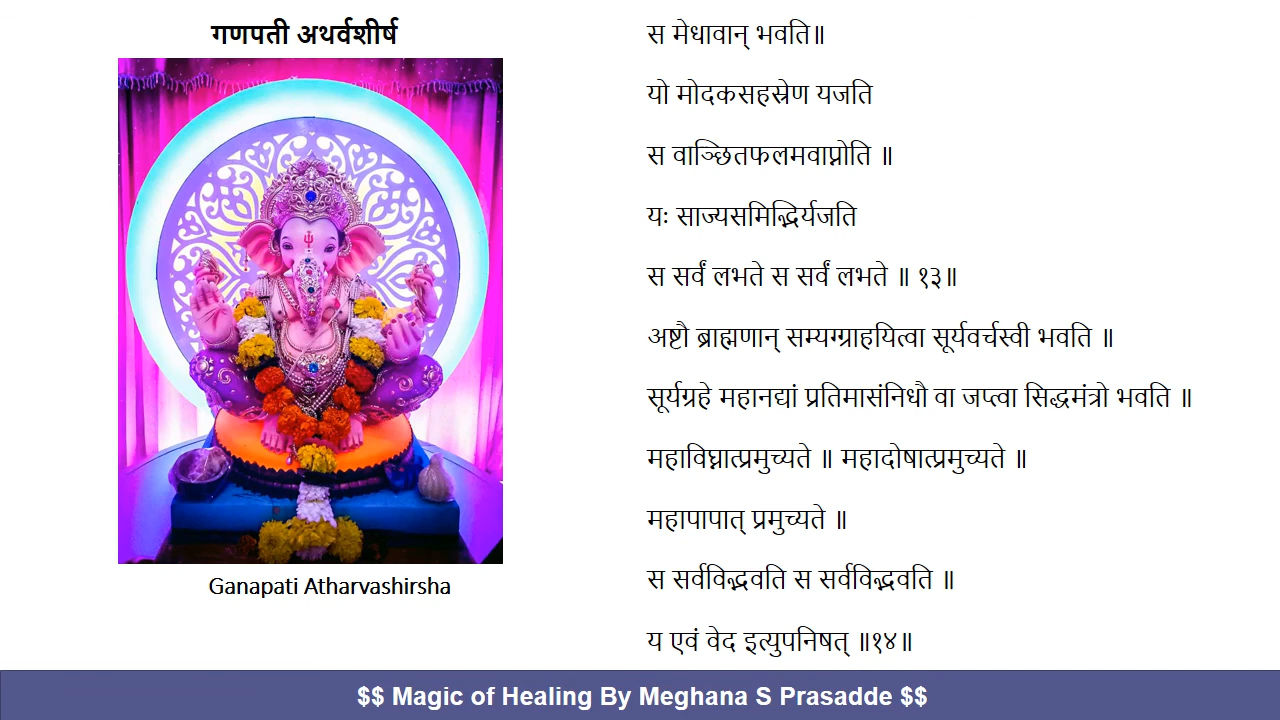 गणपती अथर्वशीर्ष
Ganapati Atharvashirsha
स मेधावान् भवति॥
यो मोदकसहस्रेण यजति
स वाञ्छितफलमवाप्नोति ॥
यः साज्यसमिद्भिर्यजति
स सर्वं लभते स सर्वं लभते ॥ १३॥
अष्टौ ब्राह्मणान् सम्यग्ग्राहयित्वा सूर्यवर्चस्वी भवति ॥
सूर्यग्रहे महानद्यां प्रतिमासंनिधौ वा जप्त्वा सिद्धमंत्रो भवति ॥
महाविघ्नात्प्रमुच्यते ॥ महादोषात्प्रमुच्यते ॥
महापापात् प्रमुच्यते ॥
स सर्वविद्भवति स सर्वविद्भवति ॥
य एवं वेद इत्युपनिषत् ॥१४॥
$$ Magic of Healing By Meghana S Prasadde $$